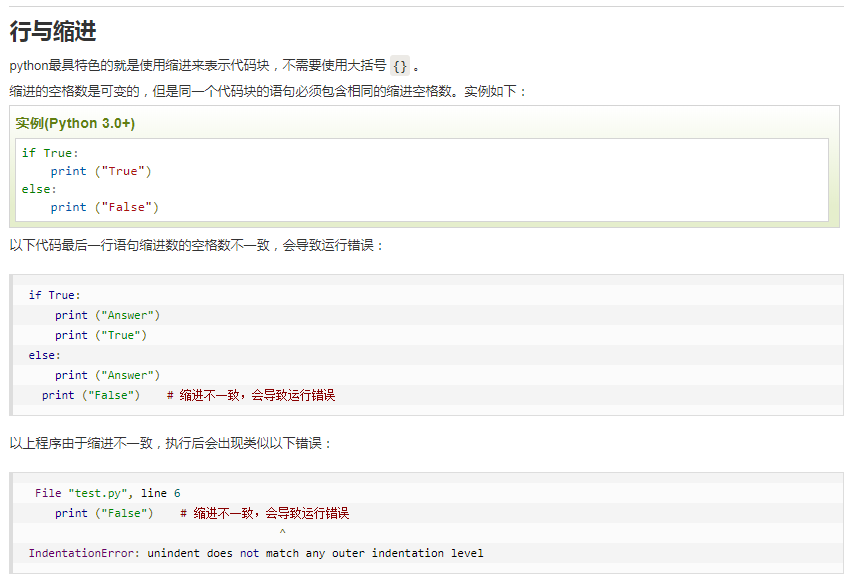 行与缩进
python最具特色的就是使用缩进来表示代码块，不需要使用大括号 {} 。
缩进的空格数是可变的，但是同一个代码块的语句必须包含相同的缩进空格数。实例如下：
实例(Python 3.0+)
if True:
    print ("True")
else:
    print ("False")
以下代码最后一行语句缩进数的空格数不一致，会导致运行错误：
if True:
    print ("Answer")
    print ("True")
else:
    print ("Answer")
  print ("False")    # 缩进不一致，会导致运行错误
以上程序由于缩进不一致，执行后会出现类似以下错误：
 File "test.py", line 6
    print ("False")    # 缩进不一致，会导致运行错误
                                      ^
IndentationError: unindent does not match any outer indentation level